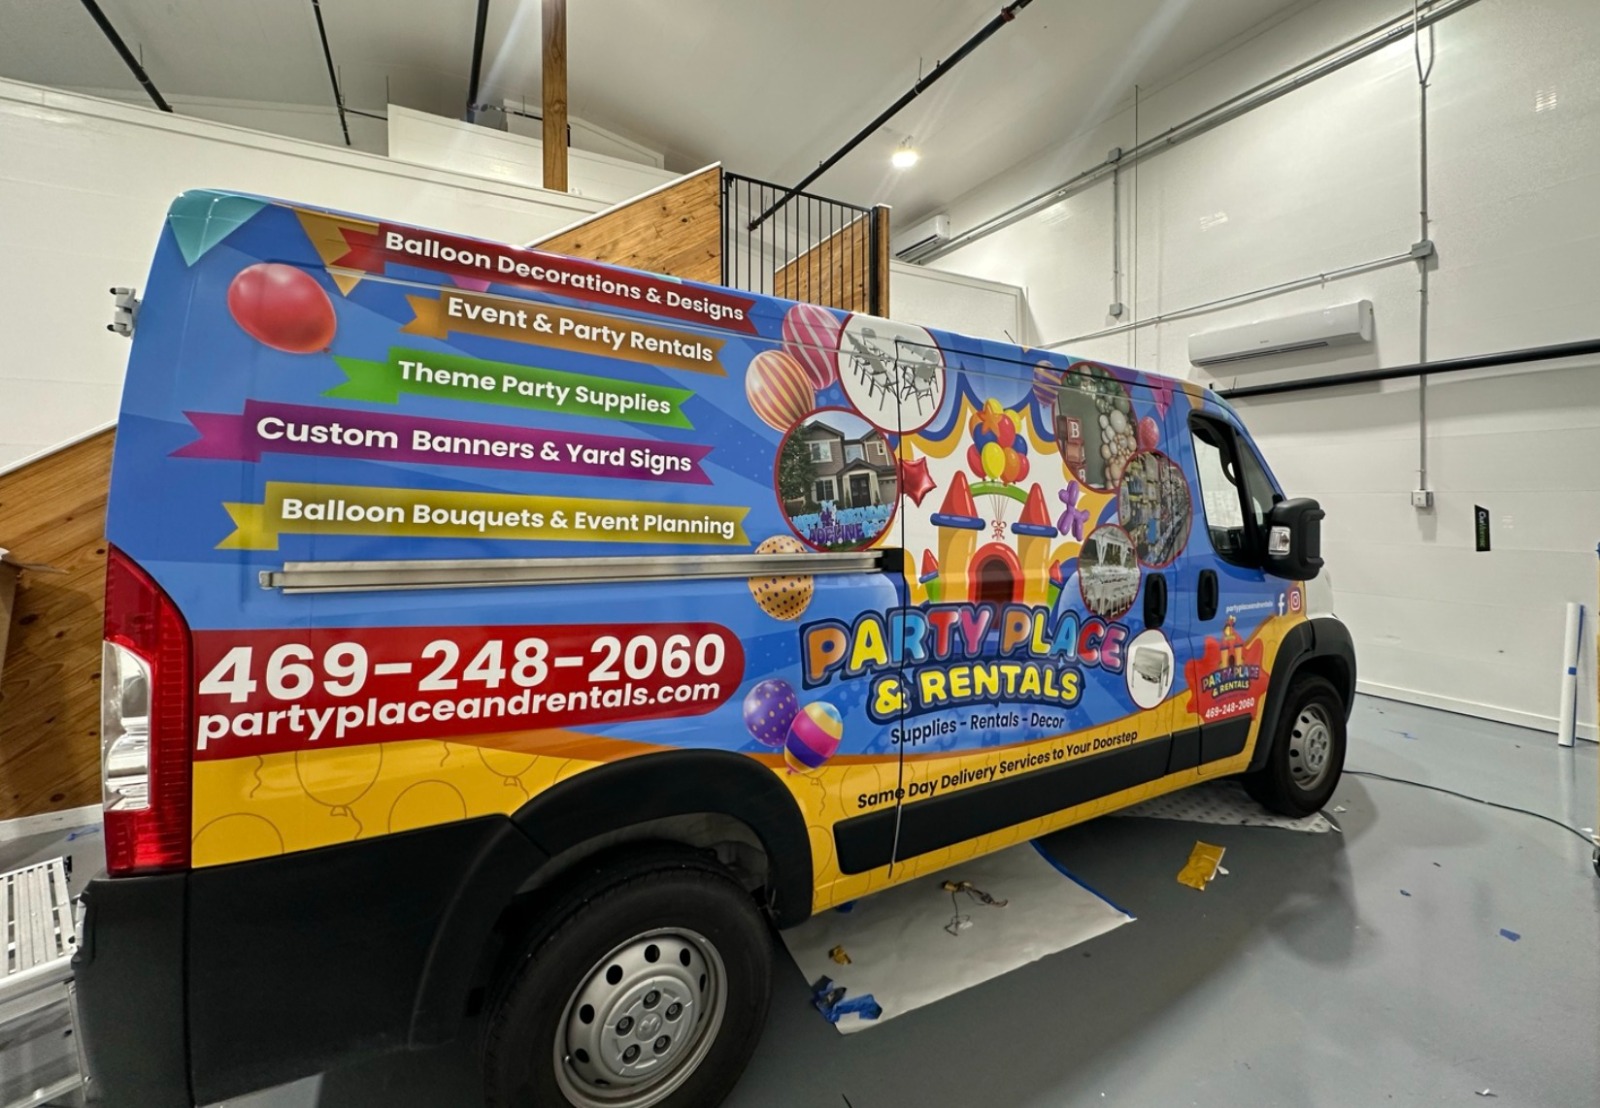 Balloon Decorations & Designs
Event & Party Rentals
Theme Party Supplies
Custom Banners & Yard Signs
Balloon Bouquets & Event Planning
469-248-2060
partyplaceandrentals.com
PARTY PLACE
& RENTALS
Supplies - Rentals - Decor
Same Day Delivery Services to Your Doorstep
partyplaceandrentals
PARTY PLACE
& RENTALS
469-248-2060
B
ADELINE